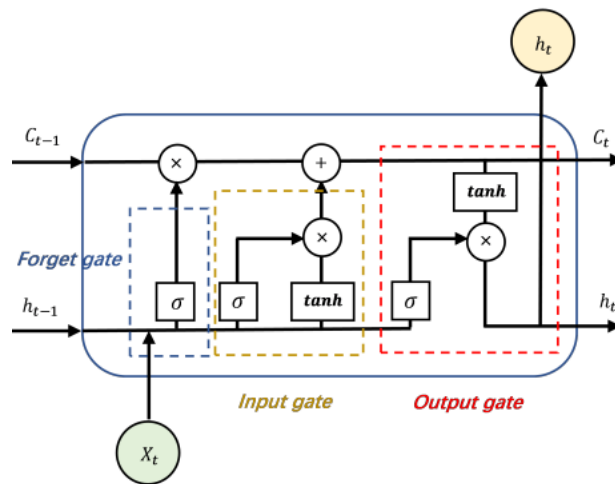 h_t
C_{t-1}
C_t
×
+
tanh
×
×
Forget gate
σ
σ
tanh
σ
h_{t-1}
h_t
Input gate
Output gate
X_t